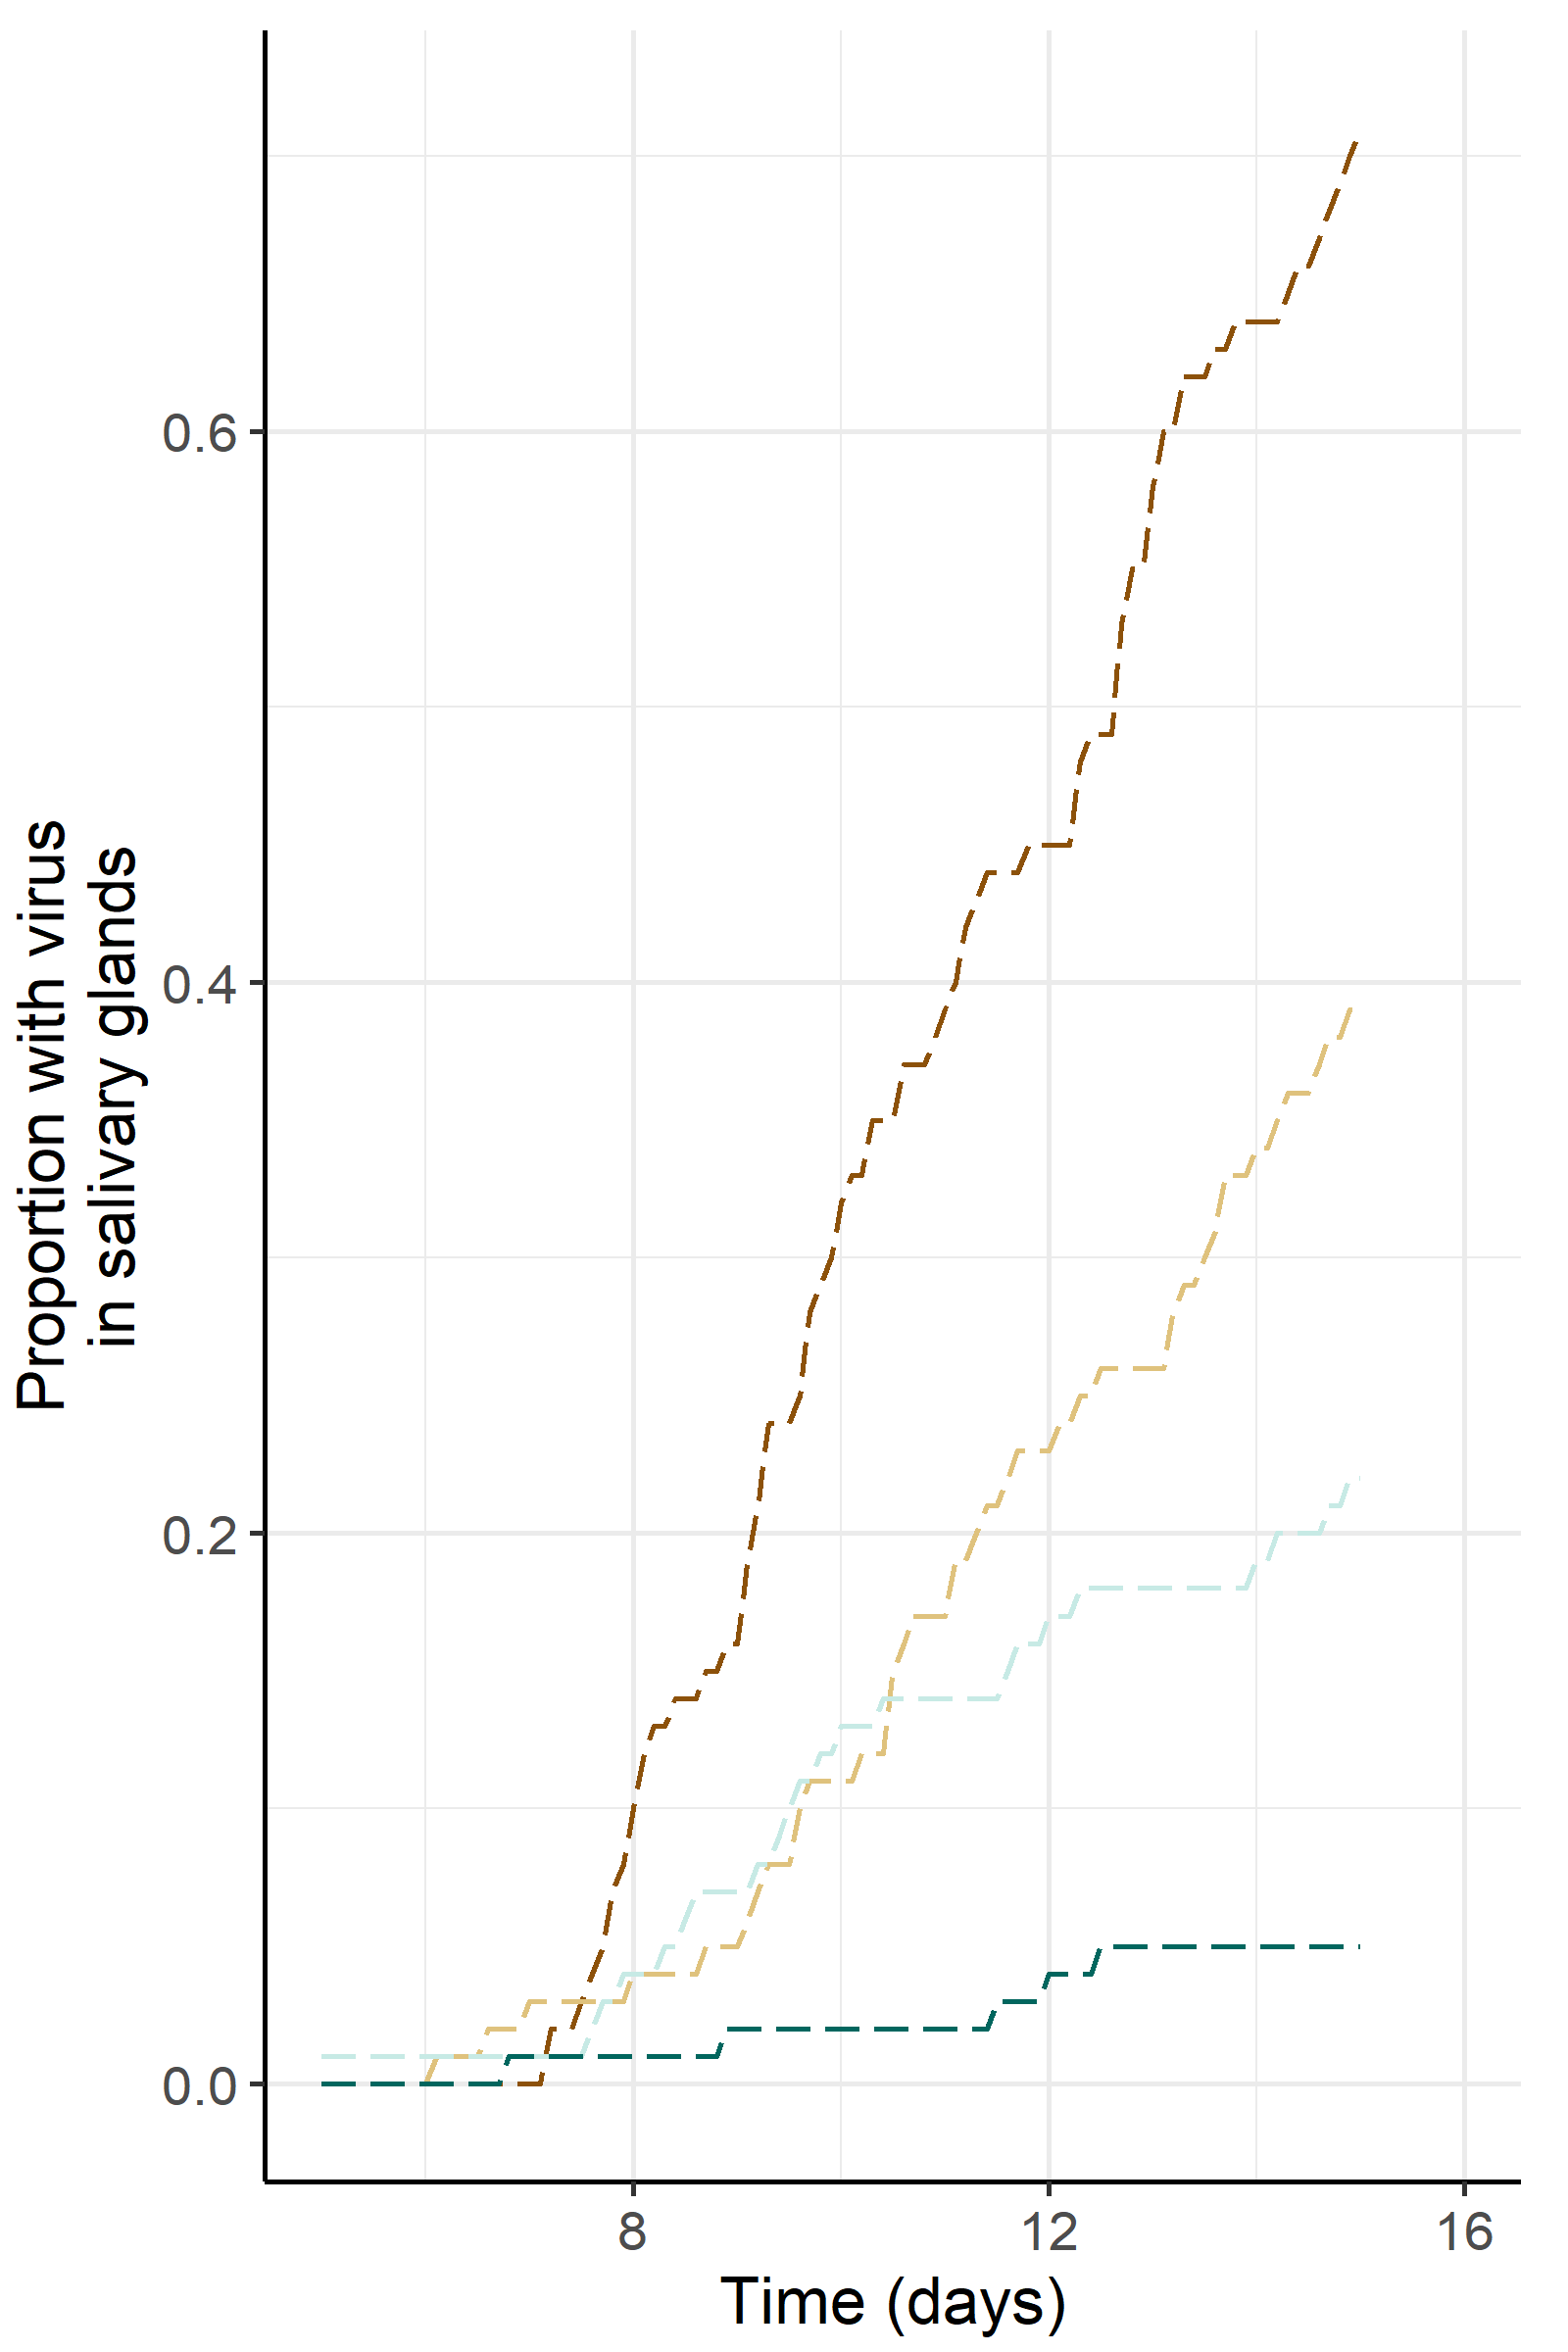 Proportion with virus
in salivary glands
0.6
0.4
0.2
0.0
8 12 16
Time (days)